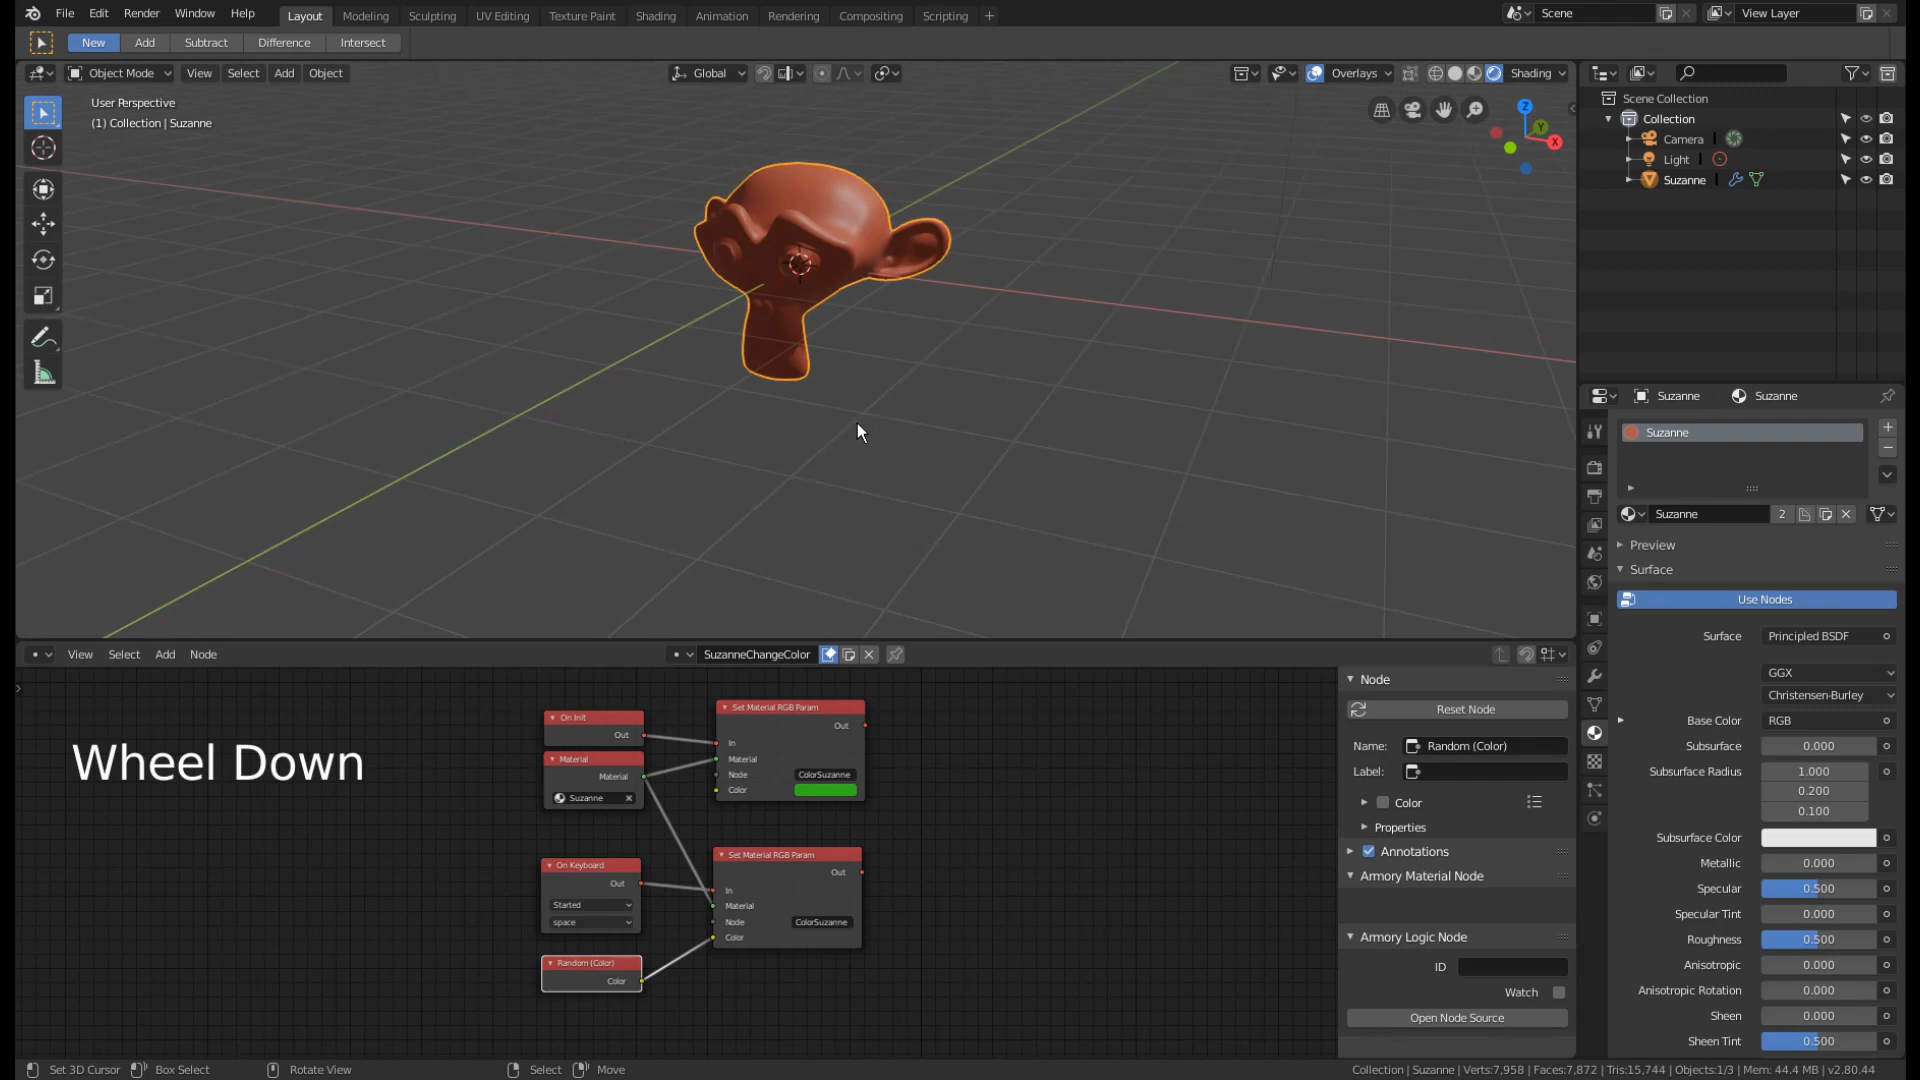 File Edit Render Window Help Layout Modeling Sculpting UV Editing Texture Paint Shading Animation Rendering Compositing Scripting + Scene View Layer
New Add Subtract Difference Intersect
Object Mode View Select Add Object Global Overlays Shading
User Perspective
(1) Collection | Suzanne
Z
Y
X
Scene Collection
Collection
Camera
Light
Suzanne
Suzanne Suzanne
Suzanne
Suzanne 2
Preview
Surface
Use Nodes
Surface Principled BSDF
GGX
Christensen-Burley
Base Color RGB
Subsurface 0.000
Subsurface Radius 1.000
0.200
0.100
Subsurface Color
Metallic 0.000
Specular 0.500
Specular Tint 0.000
Roughness 0.500
Anisotropic 0.000
Anisotropic Rotation 0.000
Sheen 0.000
Sheen Tint 0.500
View Select Add Node SuzanneChangeColor
Wheel Down
On Init
Out
Material
Material
Suzanne
Set Material RGB Param
Out
In
Material
Node ColorSuzanne
Color
On Keyboard
Out
Started
space
Random (Color)
Color
Set Material RGB Param
Out
In
Material
Node ColorSuzanne
Color
Node
Reset Node
Name: Random (Color)
Label:
Color
Properties
Annotations
Armory Material Node
Armory Logic Node
ID
Watch
Open Node Source
Set 3D Cursor Box Select Rotate View Select Move Collection | Suzanne | Verts:7,958 | Faces:7,872 | Tris:15,744 | Objects:1/3 | Mem: 44.4 MB | v2.80.44